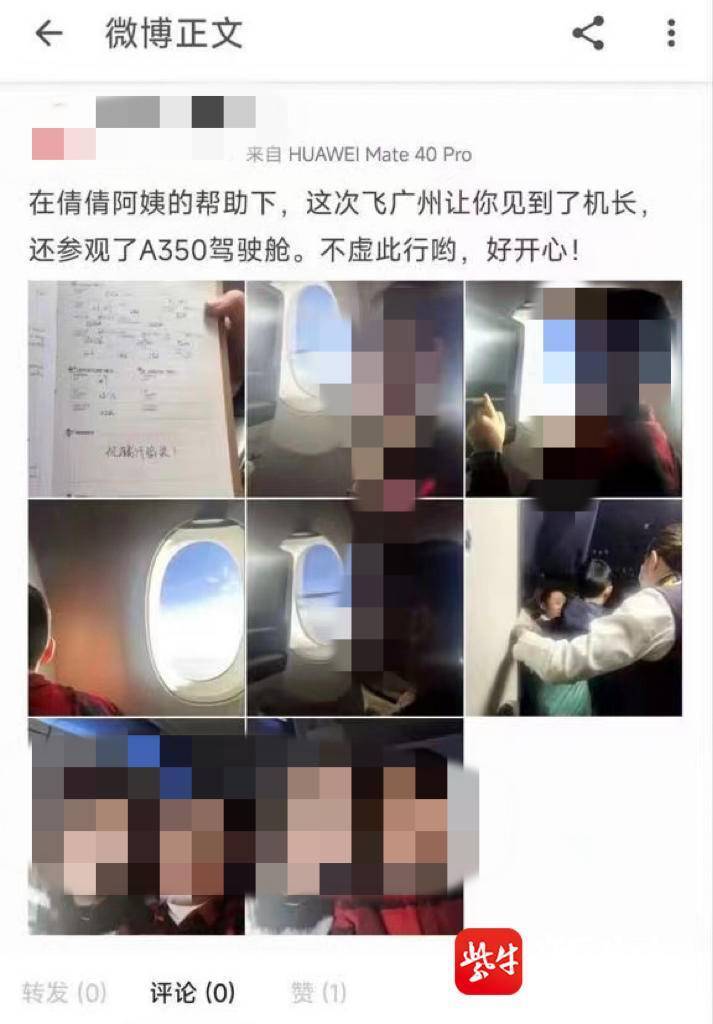 微博正文
来自 HUAWEI Mate 40 Pro
在倩倩阿姨的帮助下，这次飞广州让你见到了机长，
还参观了A350驾驶舱。不虚此行哟，好开心！
紫牛
转发 (0) 评论 (0) 赞 (1)